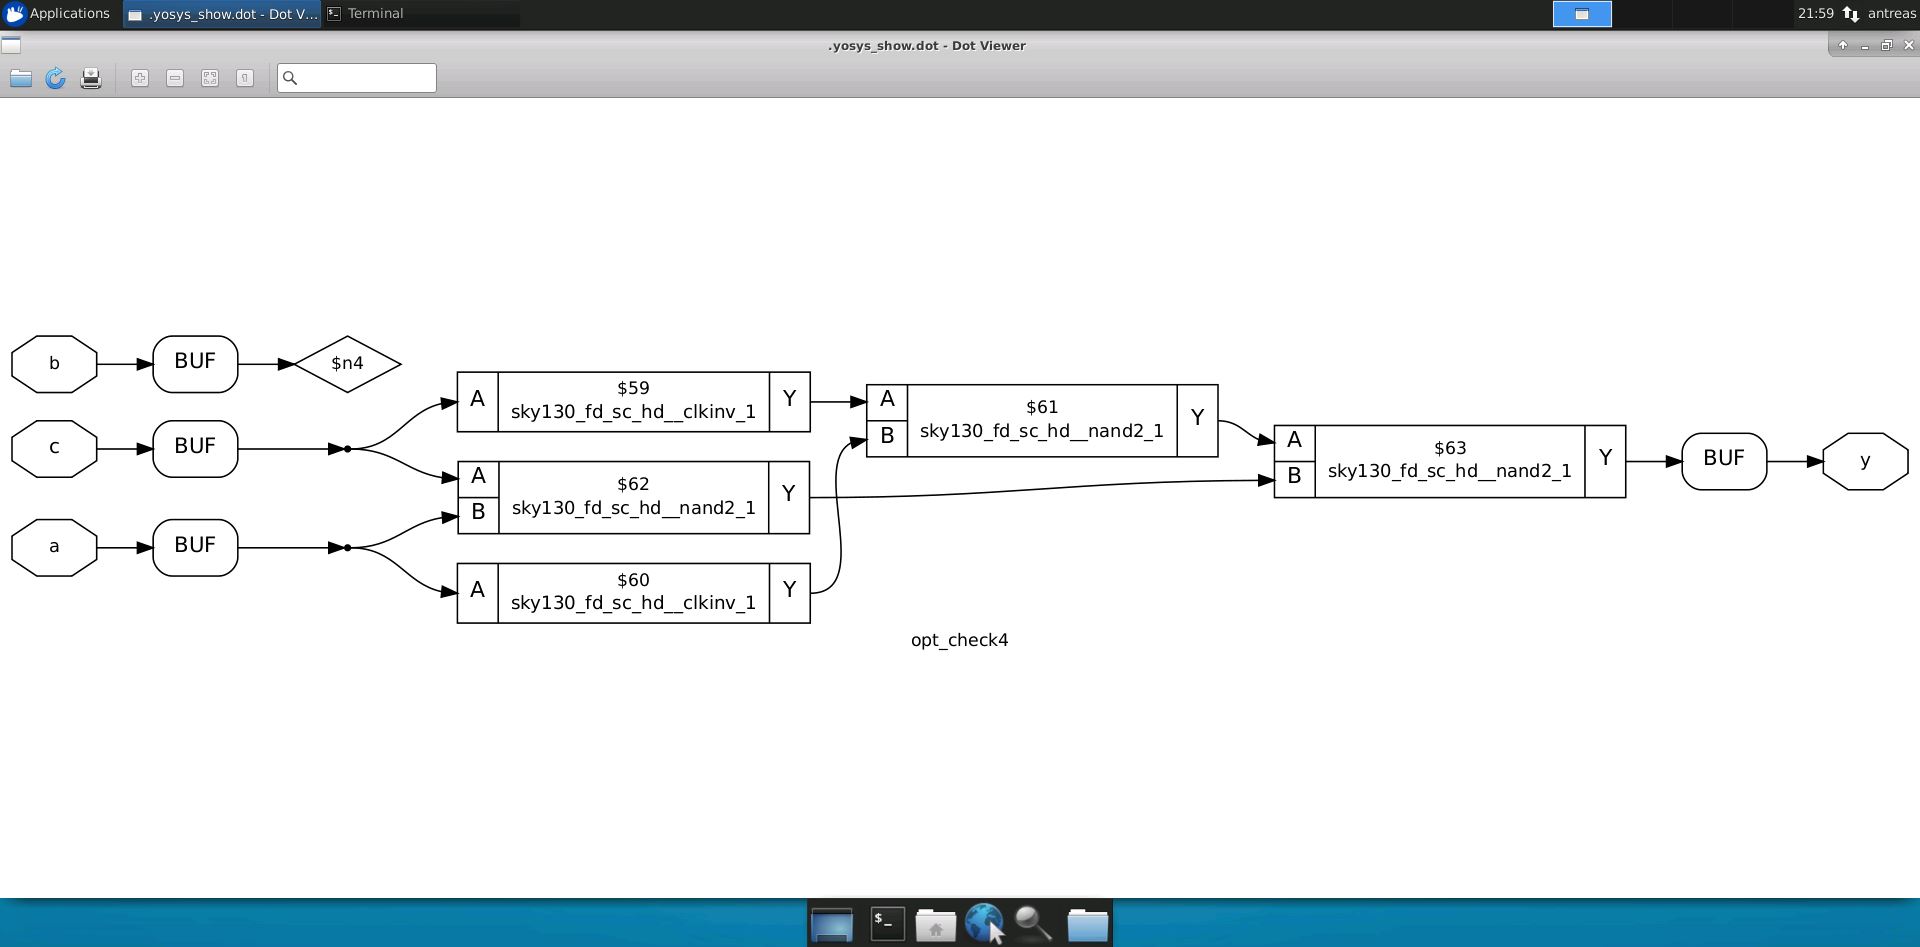 Applications
.yosys_show.dot - Dot V...
Terminal
21:59
antreas
.yosys_show.dot - Dot Viewer
b
BUF
$n4
c
BUF
a
BUF
A
$59
sky130_fd_sc_hd__clkinv_1
Y
A
B
$62
sky130_fd_sc_hd__nand2_1
Y
A
$60
sky130_fd_sc_hd__clkinv_1
Y
A
B
$61
sky130_fd_sc_hd__nand2_1
Y
A
B
$63
sky130_fd_sc_hd__nand2_1
Y
BUF
y
opt_check4